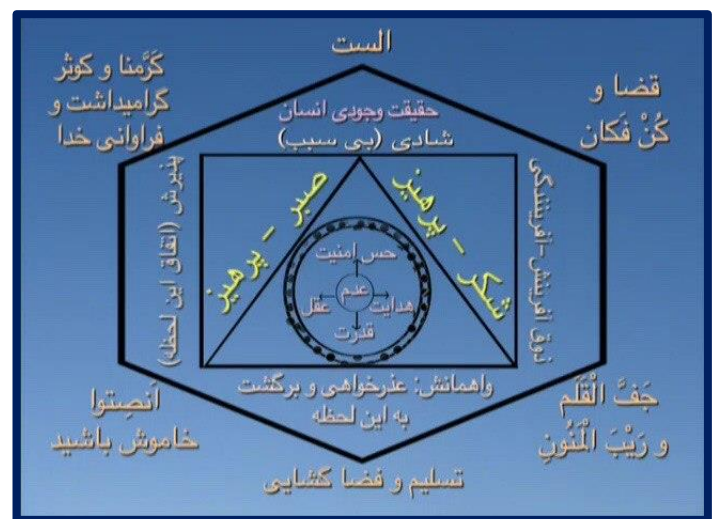 الست
کَرَّمنا و کوثر
گرامیداشت و
فراوانی خدا
قضا و
کُنْ فَکان
حقیقت وجودی انسان
شادی (بی سبب)
پذیرش (اتفاق این لحظه)
صبر - پرهیز
شکر - پرهیز
ذوق آفرینش-آفرینندگی
حس امنیت
عدم
هدایت
عقل
قدرت
واهمانش: عذرخواهی و برگشت
به این لحظه
اَنصِتوا
خاموش باشید
جَفَّ الْقَلَم
و رَیْبَ الْمَنُونِ
تسلیم و فضا گشایی